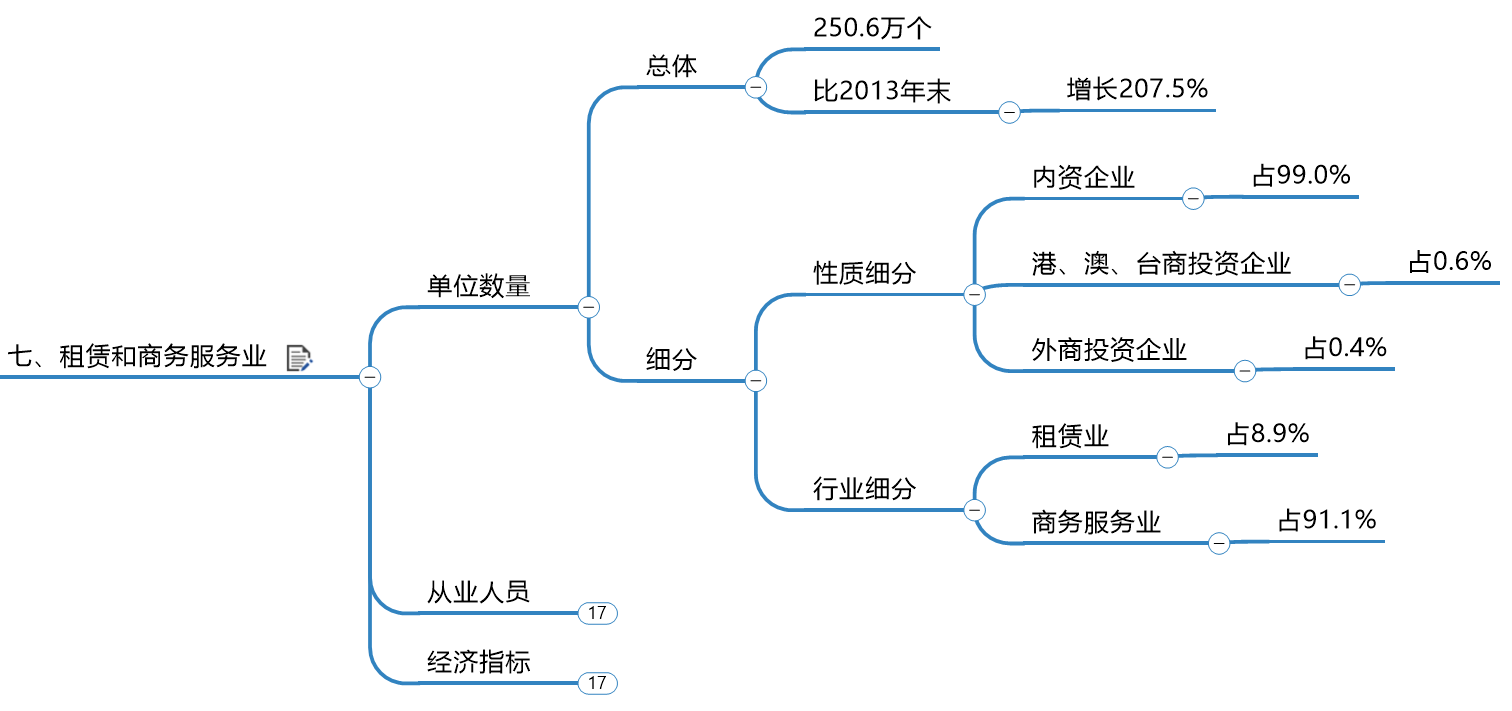 七、租赁和商务服务业
单位数量
总体
250.6万个
比2013年末
增长207.5%
细分
性质细分
内资企业
占99.0%
港、澳、台商投资企业
占0.6%
外商投资企业
占0.4%
行业细分
租赁业
占8.9%
商务服务业
占91.1%
从业人员
17
经济指标
17